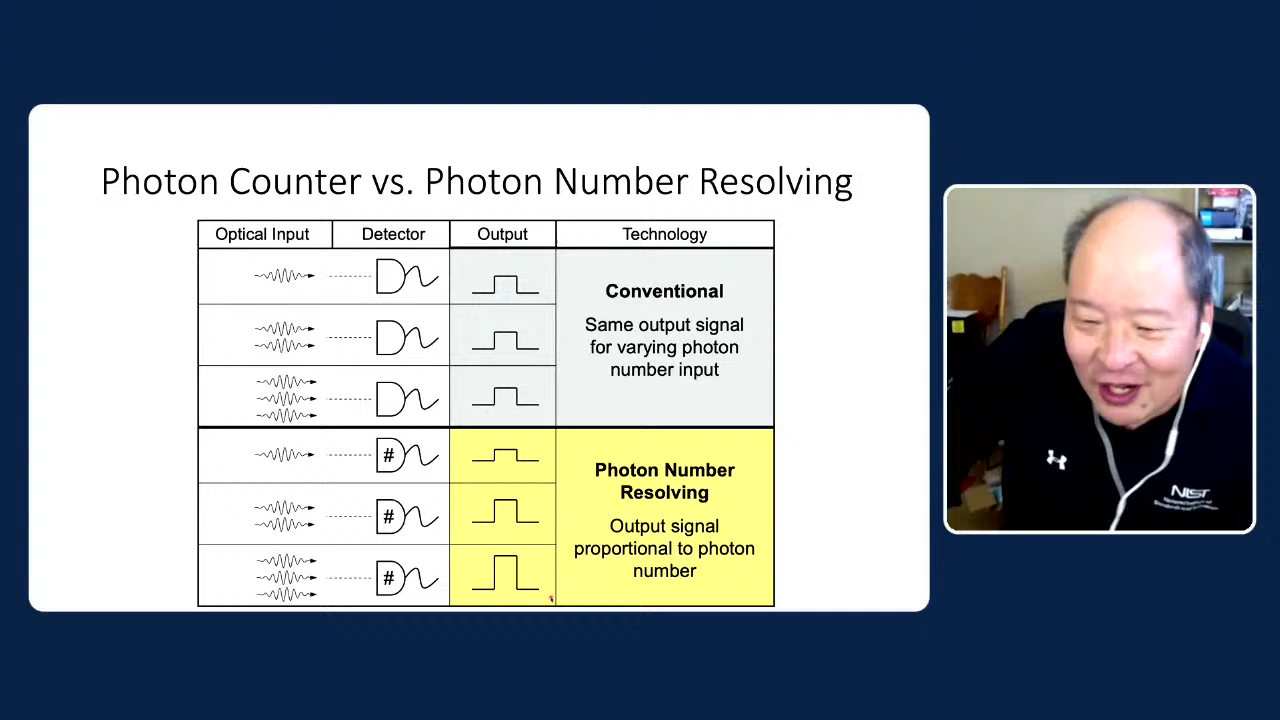 Photon Counter vs. Photon Number Resolving
Optical Input
Detector
Output
Technology
Conventional
Same output signal
for varying photon
number input
#
#
#
Photon Number
Resolving
Output signal
proportional to photon
number
NIST